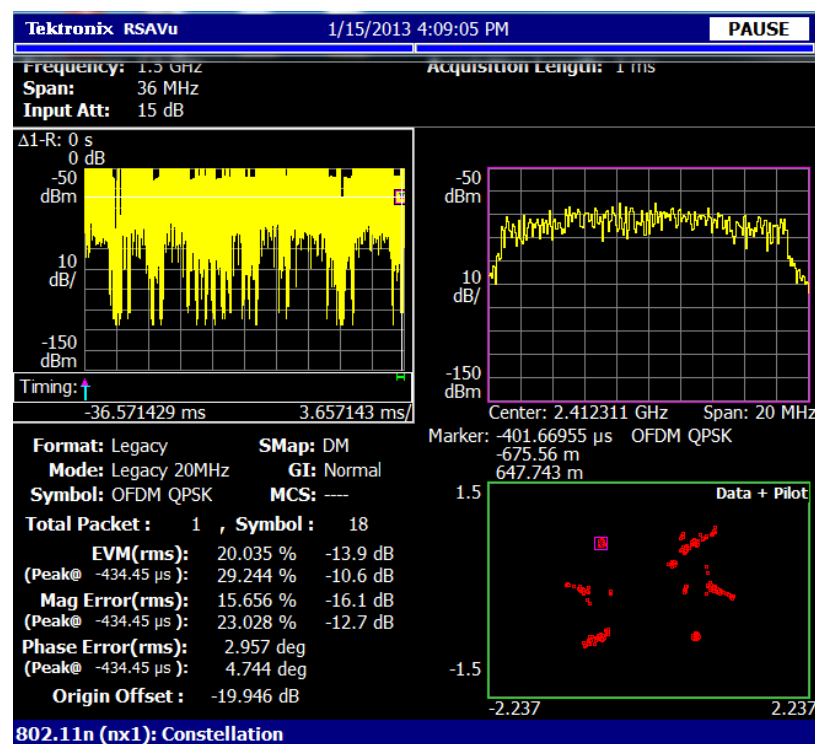 Tektronix RSAVu 1/15/2013 4:09:05 PM PAUSE
Frequency: 1.5 GHz Acquisition Length: 1 ms
Span: 36 MHz
Input Att: 15 dB
Δ1-R: 0 s
0 dB
-50
dBm
10
dB/
-150
dBm
Timing:
-36.571429 ms 3.657143 ms/
-50
dBm
10
dB/
-150
dBm
Center: 2.412311 GHz Span: 20 MHz
Marker: -401.66955 µs OFDM QPSK
-675.56 m
647.743 m
Format: Legacy SMap: DM
Mode: Legacy 20MHz GI: Normal
Symbol: OFDM QPSK MCS: ----
Total Packet : 1 , Symbol : 18
EVM(rms): 20.035 % -13.9 dB
(Peak@ -434.45 µs ): 29.244 % -10.6 dB
Mag Error(rms): 15.656 % -16.1 dB
(Peak@ -434.45 µs ): 23.028 % -12.7 dB
Phase Error(rms): 2.957 deg
(Peak@ -434.45 µs ): 4.744 deg
Origin Offset : -19.946 dB
1.5 Data + Pilot
-1.5
-2.237 2.237
802.11n (nx1): Constellation